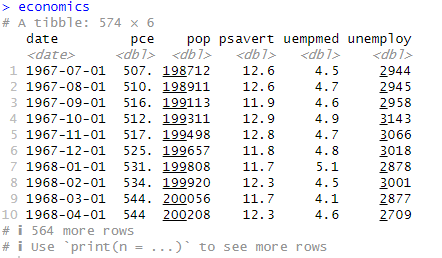 > economics
# A tibble: 574 × 6
date pce pop psavert uempmed unemploy
<date> <dbl> <dbl> <dbl> <dbl> <dbl>
1 1967-07-01 507. 198712 12.6 4.5 2944
2 1967-08-01 510. 198911 12.6 4.7 2945
3 1967-09-01 516. 199113 11.9 4.6 2958
4 1967-10-01 512. 199311 12.9 4.9 3143
5 1967-11-01 517. 199498 12.8 4.7 3066
6 1967-12-01 525. 199657 11.8 4.8 3018
7 1968-01-01 531. 199808 11.7 5.1 2878
8 1968-02-01 534. 199920 12.3 4.5 3001
9 1968-03-01 544. 200056 11.7 4.1 2877
10 1968-04-01 544 200208 12.3 4.6 2709
# ℹ 564 more rows
# ℹ Use `print(n = ...)` to see more rows